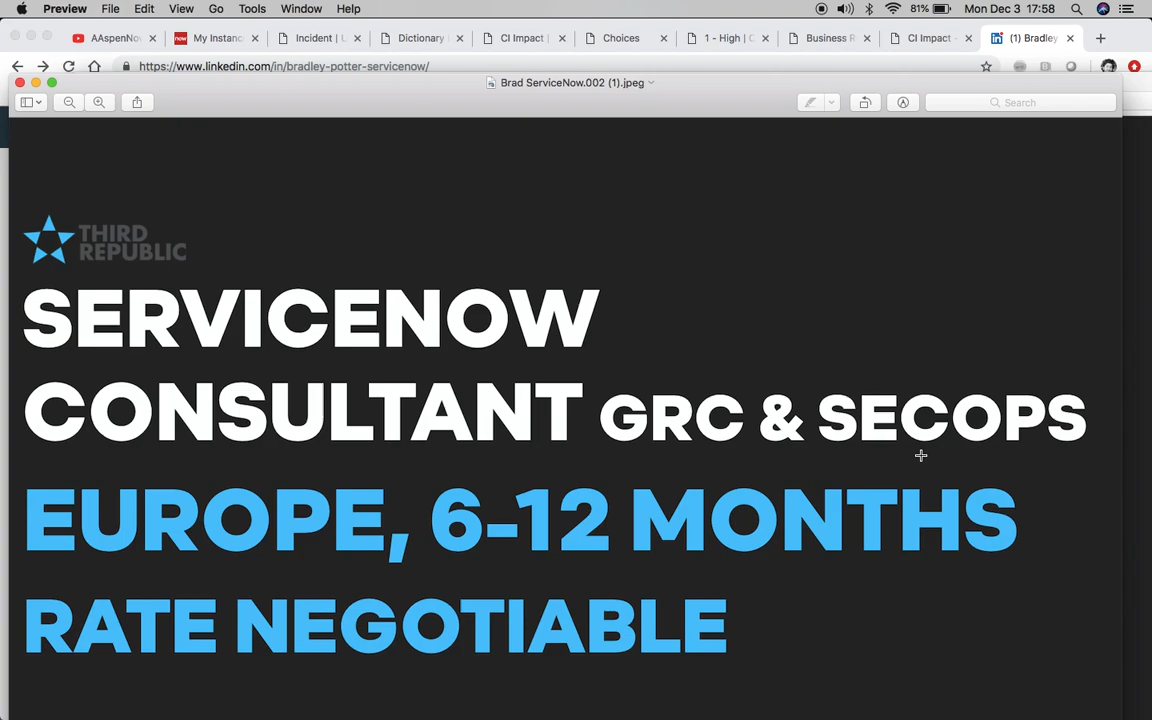 Preview File Edit View Go Tools Window Help 81% Mon Dec 3 17:58
AAspenNo My Instanc Incident | Dictionary CI Impact | Choices 1 - High | C Business R CI Impact - (1) Bradley
https://www.linkedin.com/in/bradley-potter-servicenow/
Brad ServiceNow.002 (1).jpeg
Search
THIRD
REPUBLIC
SERVICENOW
CONSULTANT GRC & SECOPS
EUROPE, 6-12 MONTHS
RATE NEGOTIABLE